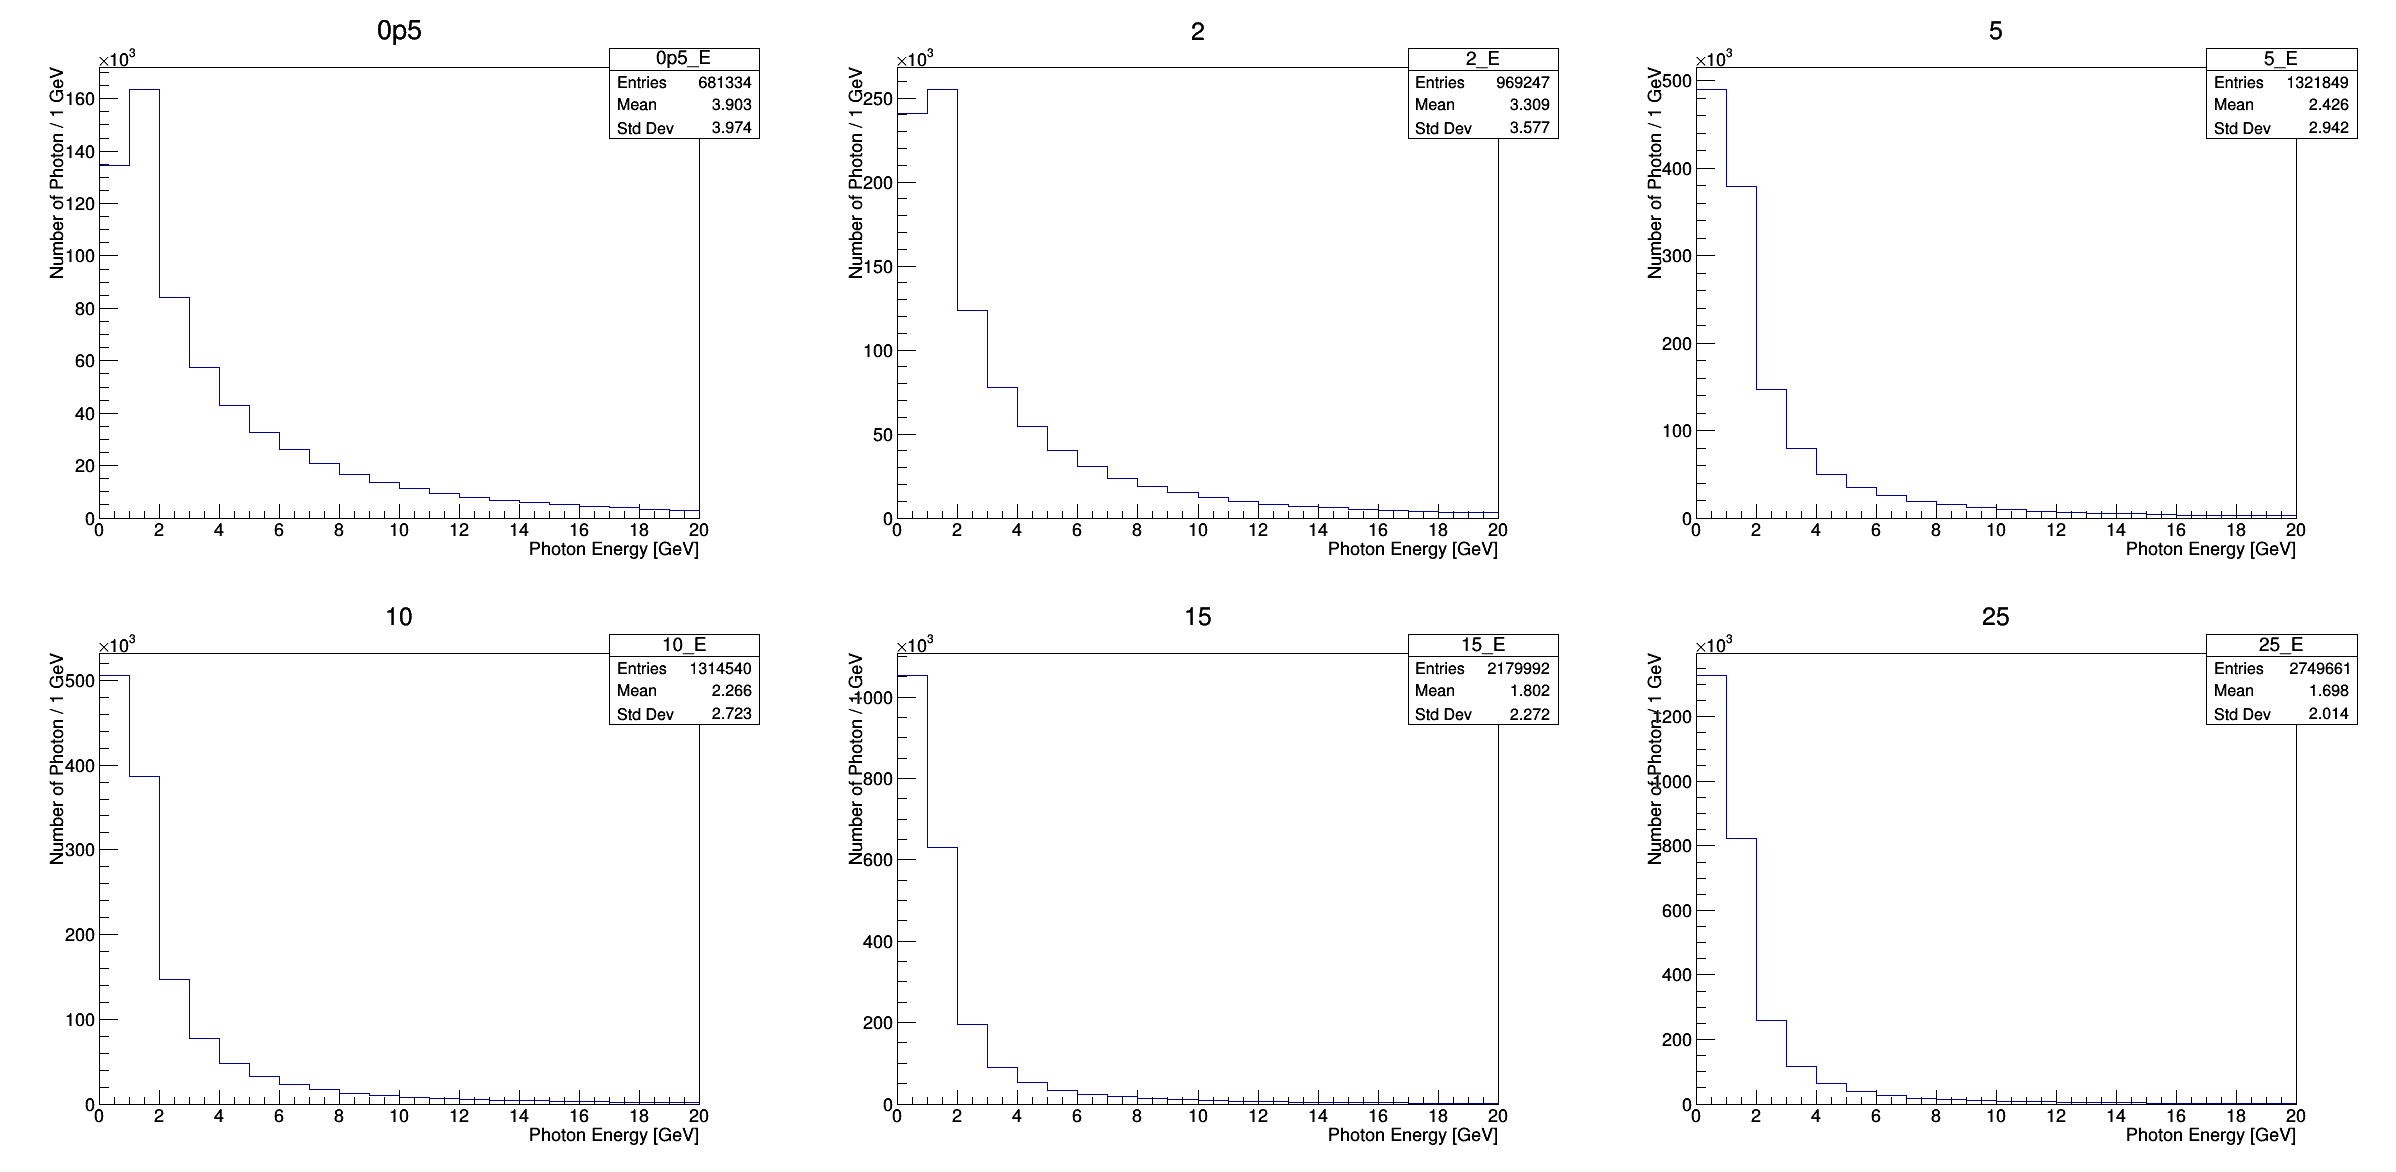 0p5
×10³
Number of Photon / 1 GeV
160
140
120
100
80
60
40
20
0
0 2 4 6 8 10 12 14 16 18 20
Photon Energy [GeV]
0p5_E
Entries 681334
Mean 3.903
Std Dev 3.974
2
×10³
Number of Photon / 1 GeV
250
200
150
100
50
0
0 2 4 6 8 10 12 14 16 18 20
Photon Energy [GeV]
2_E
Entries 969247
Mean 3.309
Std Dev 3.577
5
×10³
Number of Photon / 1 GeV
500
400
300
200
100
0
0 2 4 6 8 10 12 14 16 18 20
Photon Energy [GeV]
5_E
Entries 1321849
Mean 2.426
Std Dev 2.942
10
×10³
Number of Photon / 1 GeV
500
400
300
200
100
0
0 2 4 6 8 10 12 14 16 18 20
Photon Energy [GeV]
10_E
Entries 1314540
Mean 2.266
Std Dev 2.723
15
×10³
Number of Photon / 1 GeV
1000
800
600
400
200
0
0 2 4 6 8 10 12 14 16 18 20
Photon Energy [GeV]
15_E
Entries 2179992
Mean 1.802
Std Dev 2.272
25
×10³
Number of Photon / 1 GeV
1200
1000
800
600
400
200
0
0 2 4 6 8 10 12 14 16 18 20
Photon Energy [GeV]
25_E
Entries 2749661
Mean 1.698
Std Dev 2.014